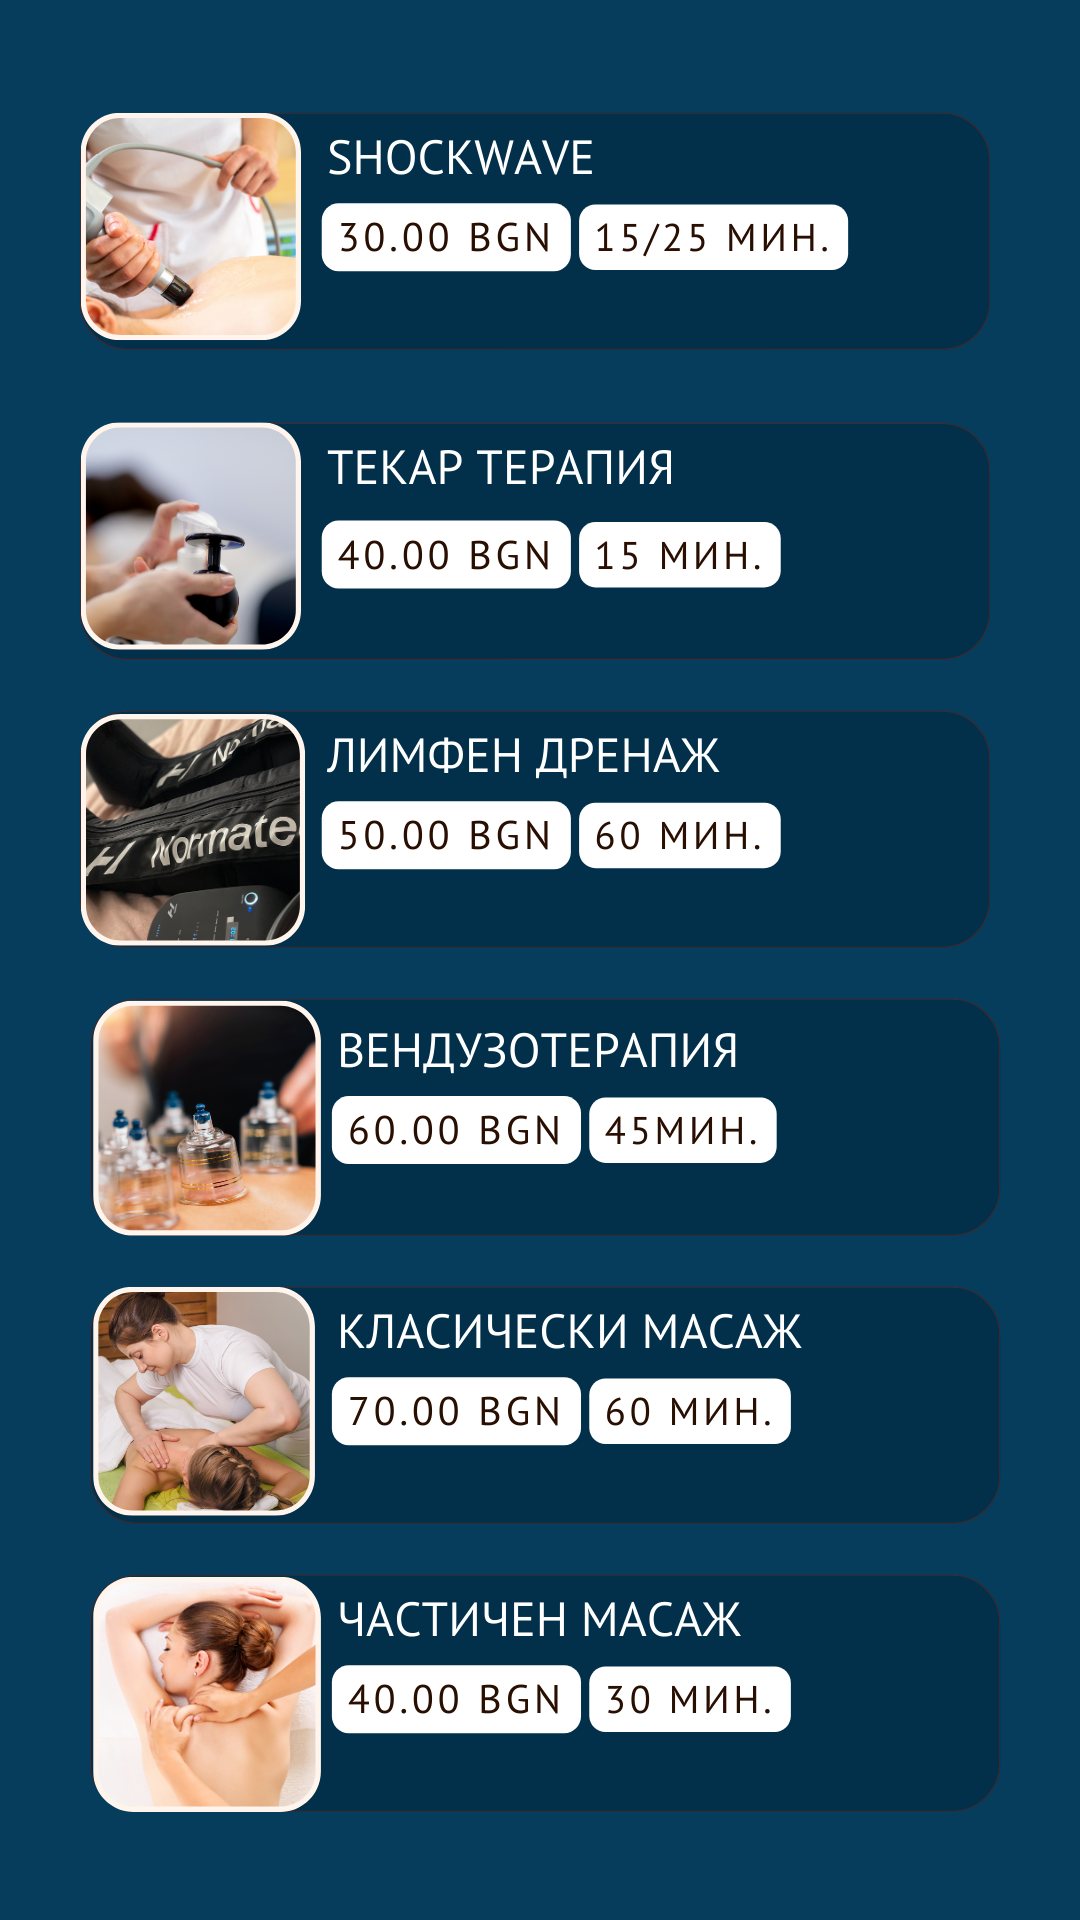 SHOCKWAVE
30.00 BGN 15/25 МИН.
ТЕКАР ТЕРАПИЯ
40.00 BGN 15 МИН.
ЛИМФЕН ДРЕНАЖ
Normate
50.00 BGN 60 МИН.
ВЕНДУЗОТЕРАПИЯ
60.00 BGN 45МИН.
КЛАСИЧЕСКИ МАСАЖ
70.00 BGN 60 МИН.
ЧАСТИЧЕН МАСАЖ
40.00 BGN 30 МИН.